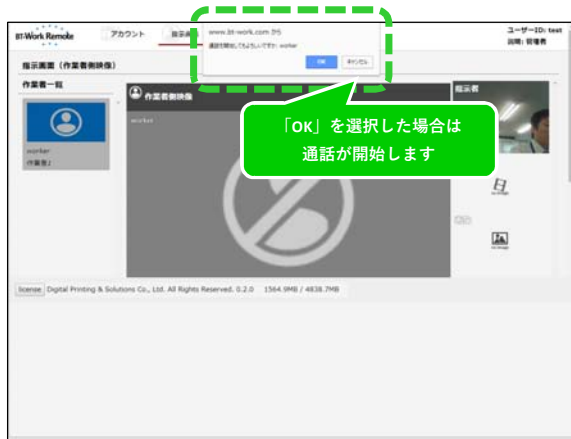 BT-Work Remote
アカウント
www.bt-work.com から
通話を開始してもよろしいですか: worker
OK
キャンセル
ユーザーID: test
説明: 管理者
指示画面（作業者側映像）
作業者一覧
作業者側映像
指示者
worker
worker
「OK」を選択した場合は
通話が開始します
license Digital Printing & Solutions Co., Ltd. All Rights Reserved. 0.2.0 1564.9MB / 4838.7MB